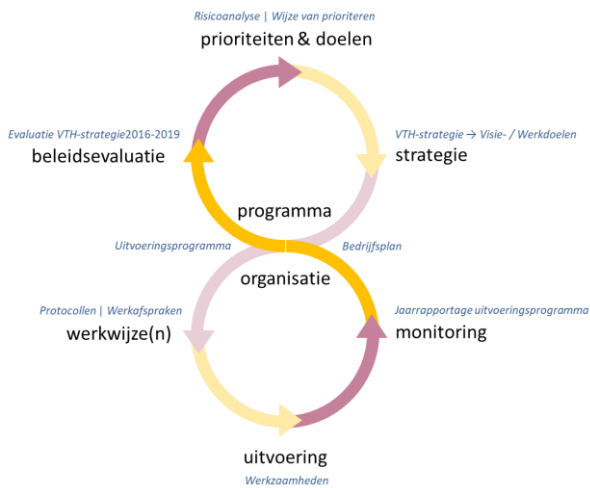 Risicoanalyse | Wijze van prioriteren
prioriteiten & doelen
Evaluatie VTH-strategie2016-2019
beleidsevaluatie
VTH-strategie → Visie- / Werkdoelen
strategie
programma
Uitvoeringsprogramma
Bedrijfsplan
organisatie
Protocollen | Werkafspraken
werkwijze(n)
Jaarrapportage uitvoeringsprogramma
monitoring
uitvoering
Werkzaamheden